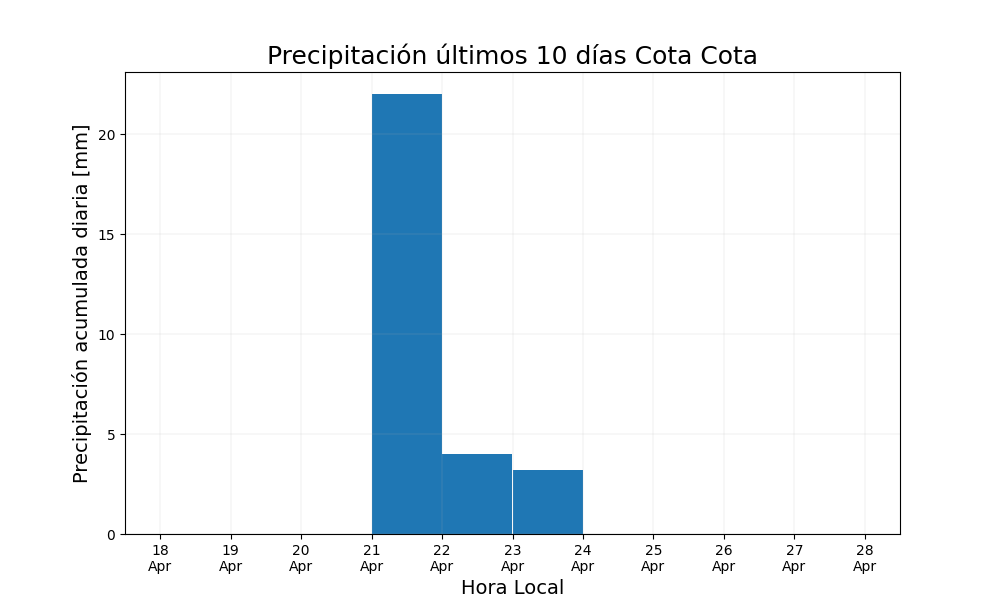 Precipitación últimos 10 días Cota Cota
Precipitación acumulada diaria [mm]
20
15
10
5
0
18 19 20 21 22 23 24 25 26 27 28
Apr Apr Apr Apr Apr Apr Apr Apr Apr Apr Apr
Hora Local